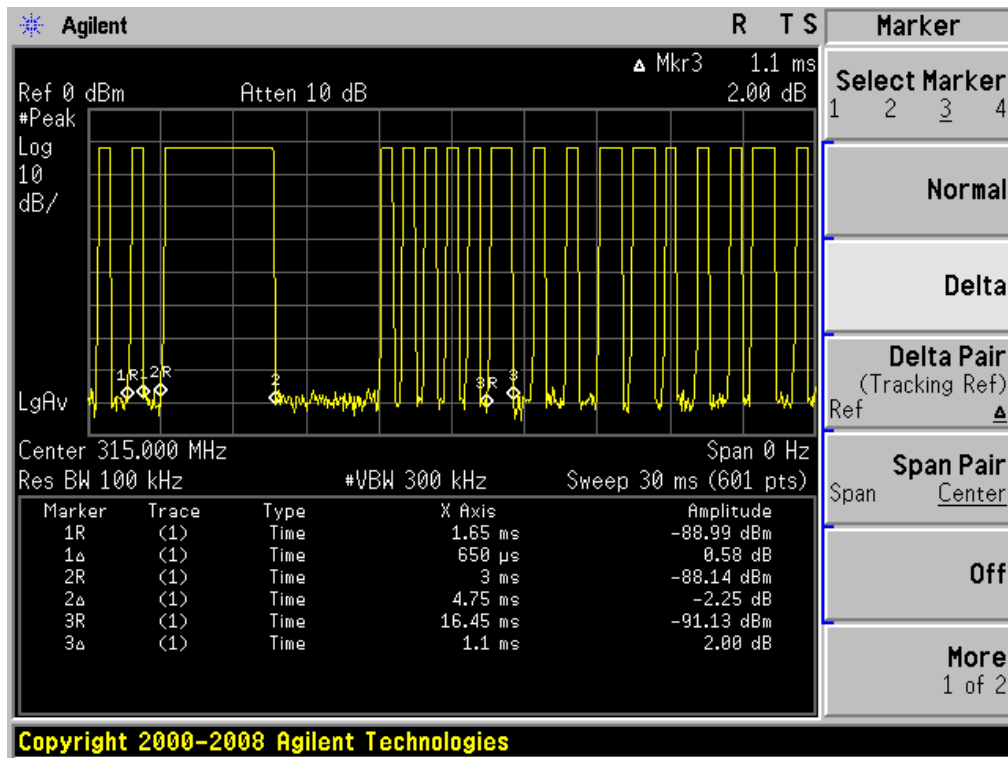 Agilent R T S Marker
Δ Mkr3 1.1 ms
Ref 0 dBm Atten 10 dB 2.00 dB
#Peak
Log
10
dB/
1R 2R
2
3R 3
LgAv
Center 315.000 MHz Span 0 Hz
Res BW 100 kHz #VBW 300 kHz Sweep 30 ms (601 pts)
Marker Trace Type X Axis Amplitude
1R (1) Time 1.65 ms -88.99 dBm
1Δ (1) Time 650 µs 0.58 dB
2R (1) Time 3 ms -88.14 dBm
2Δ (1) Time 4.75 ms -2.25 dB
3R (1) Time 16.45 ms -91.13 dBm
3Δ (1) Time 1.1 ms 2.00 dB
Select Marker
1 2 3 4
Normal
Delta
Delta Pair
(Tracking Ref)
Ref Δ
Span Pair
Span Center
Off
More
1 of 2
Copyright 2000-2008 Agilent Technologies